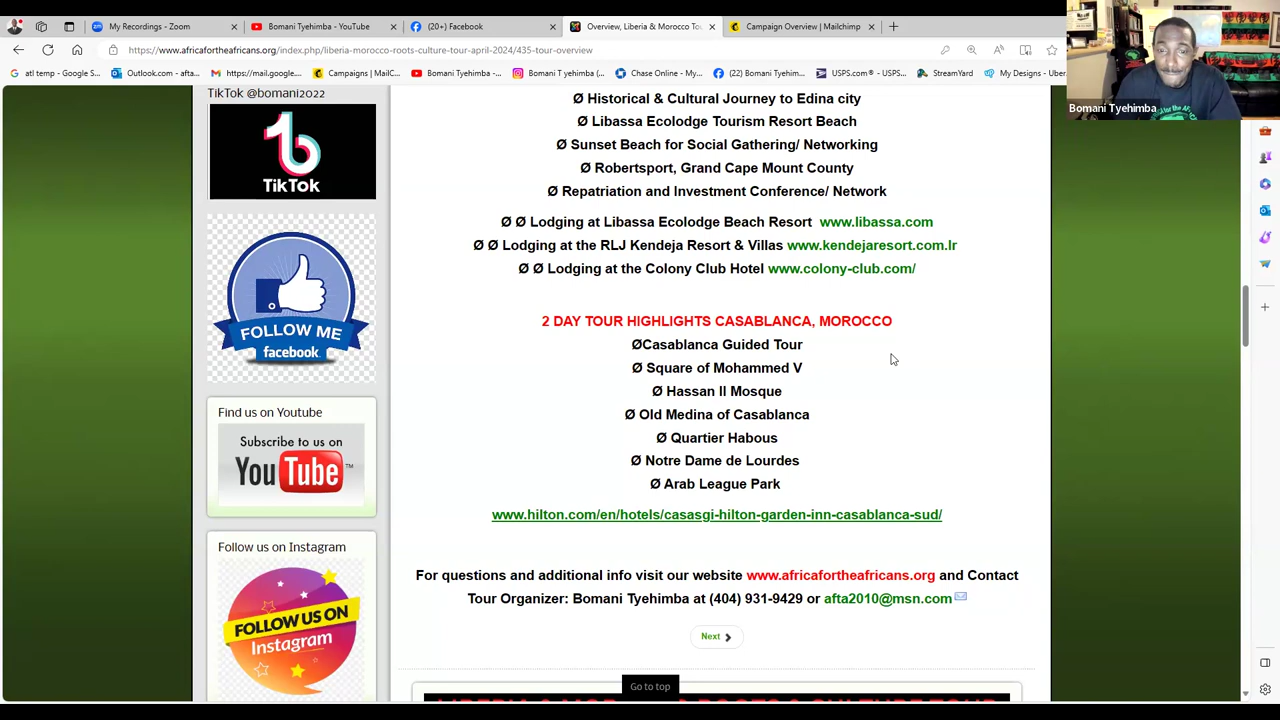 My Recordings - Zoom
Bomani Tyehimba - YouTube
(20+) Facebook
Overview, Liberia & Morocco To
Campaign Overview | Mailchimp
https://www.africafortheafricans.org/index.php/liberia-morocco-roots-culture-tour-april-2024/435-tour-overview
atl temp - Google S...
Outlook.com - afta...
https://mail.google....
Campaigns | MailC...
Bomani Tyehimba -...
Bomani T yehimba (...
Chase Online - My...
(22) Bomani Tyehim...
USPS.com® - USPS...
StreamYard
My Designs - Uber
Bomani Tyehimba
TikTok @bomani2022
TikTok
FOLLOW ME
facebook
Find us on Youtube
Subscribe to us on
YouTube™
Follow us on Instagram
FOLLOW US ON
Instagram
Ø Historical & Cultural Journey to Edina city
Ø Libassa Ecolodge Tourism Resort Beach
Ø Sunset Beach for Social Gathering/ Networking
Ø Robertsport, Grand Cape Mount County
Ø Repatriation and Investment Conference/ Network
Ø Ø Lodging at Libassa Ecolodge Beach Resort www.libassa.com
Ø Ø Lodging at the RLJ Kendeja Resort & Villas www.kendejaresort.com.lr
Ø Ø Lodging at the Colony Club Hotel www.colony-club.com/
2 DAY TOUR HIGHLIGHTS CASABLANCA, MOROCCO
ØCasablanca Guided Tour
Ø Square of Mohammed V
Ø Hassan II Mosque
Ø Old Medina of Casablanca
Ø Quartier Habous
Ø Notre Dame de Lourdes
Ø Arab League Park
www.hilton.com/en/hotels/casasgi-hilton-garden-inn-casablanca-sud/
For questions and additional info visit our website www.africafortheafricans.org and Contact
Tour Organizer: Bomani Tyehimba at (404) 931-9429 or afta2010@msn.com
Next
Go to top